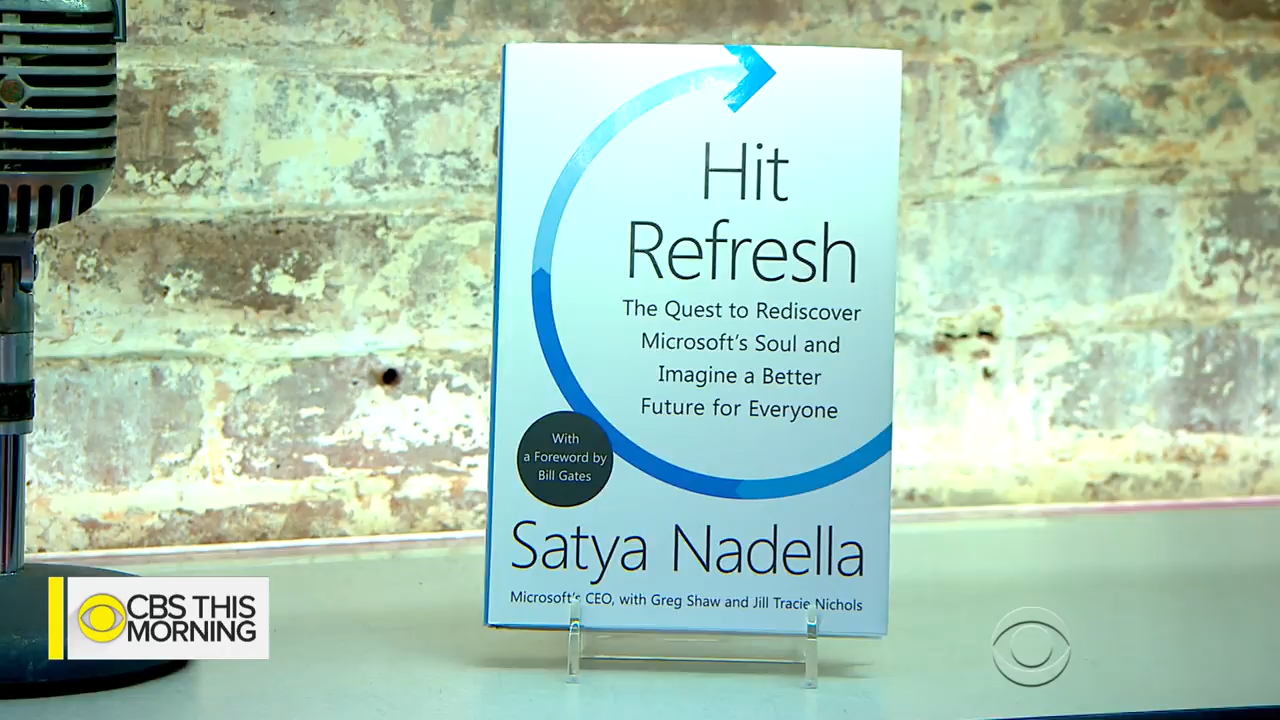 Hit
Refresh
The Quest to Rediscover
Microsoft's Soul and
Imagine a Better
Future for Everyone
With
a Foreword by
Bill Gates
Satya Nadella
Microsoft's CEO, with Greg Shaw and Jill Tracie Nichols
CBS THIS
MORNING